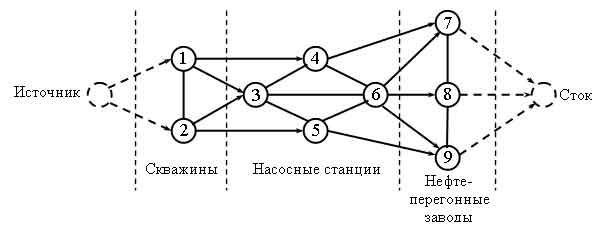 7
1
4
Источник
3
6
8
Сток
2
5
9
Скважины
Насосные станции
Нефте-
перегонные
заводы